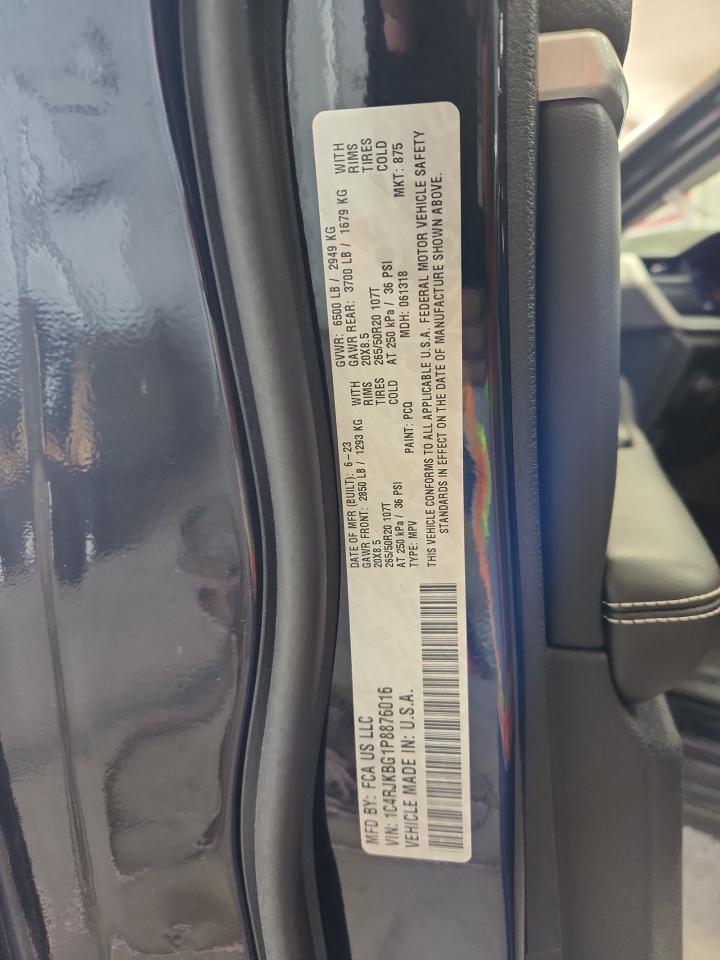 MFD BY: FCA US LLC
DATE OF MFR (BUILT): 6-23
GVWR: 6500 LB / 2949 KG
GAWR FRONT: 2850 LB / 1293 KG WITH
20X8.5 RIMS
265/50R20 107T TIRES
AT 250 kPa / 36 PSI COLD
GAWR REAR: 3700 LB / 1679 KG WITH
20X8.5 RIMS
265/50R20 107T TIRES
AT 250 kPa / 36 PSI COLD
VIN: 1C4RJKBG1P8876016
TYPE: MPV
PAINT: PCQ
MDH: 061318
MKT: 875
VEHICLE MADE IN: U.S.A.
THIS VEHICLE CONFORMS TO ALL APPLICABLE U.S.A. FEDERAL MOTOR VEHICLE SAFETY
STANDARDS IN EFFECT ON THE DATE OF MANUFACTURE SHOWN ABOVE.